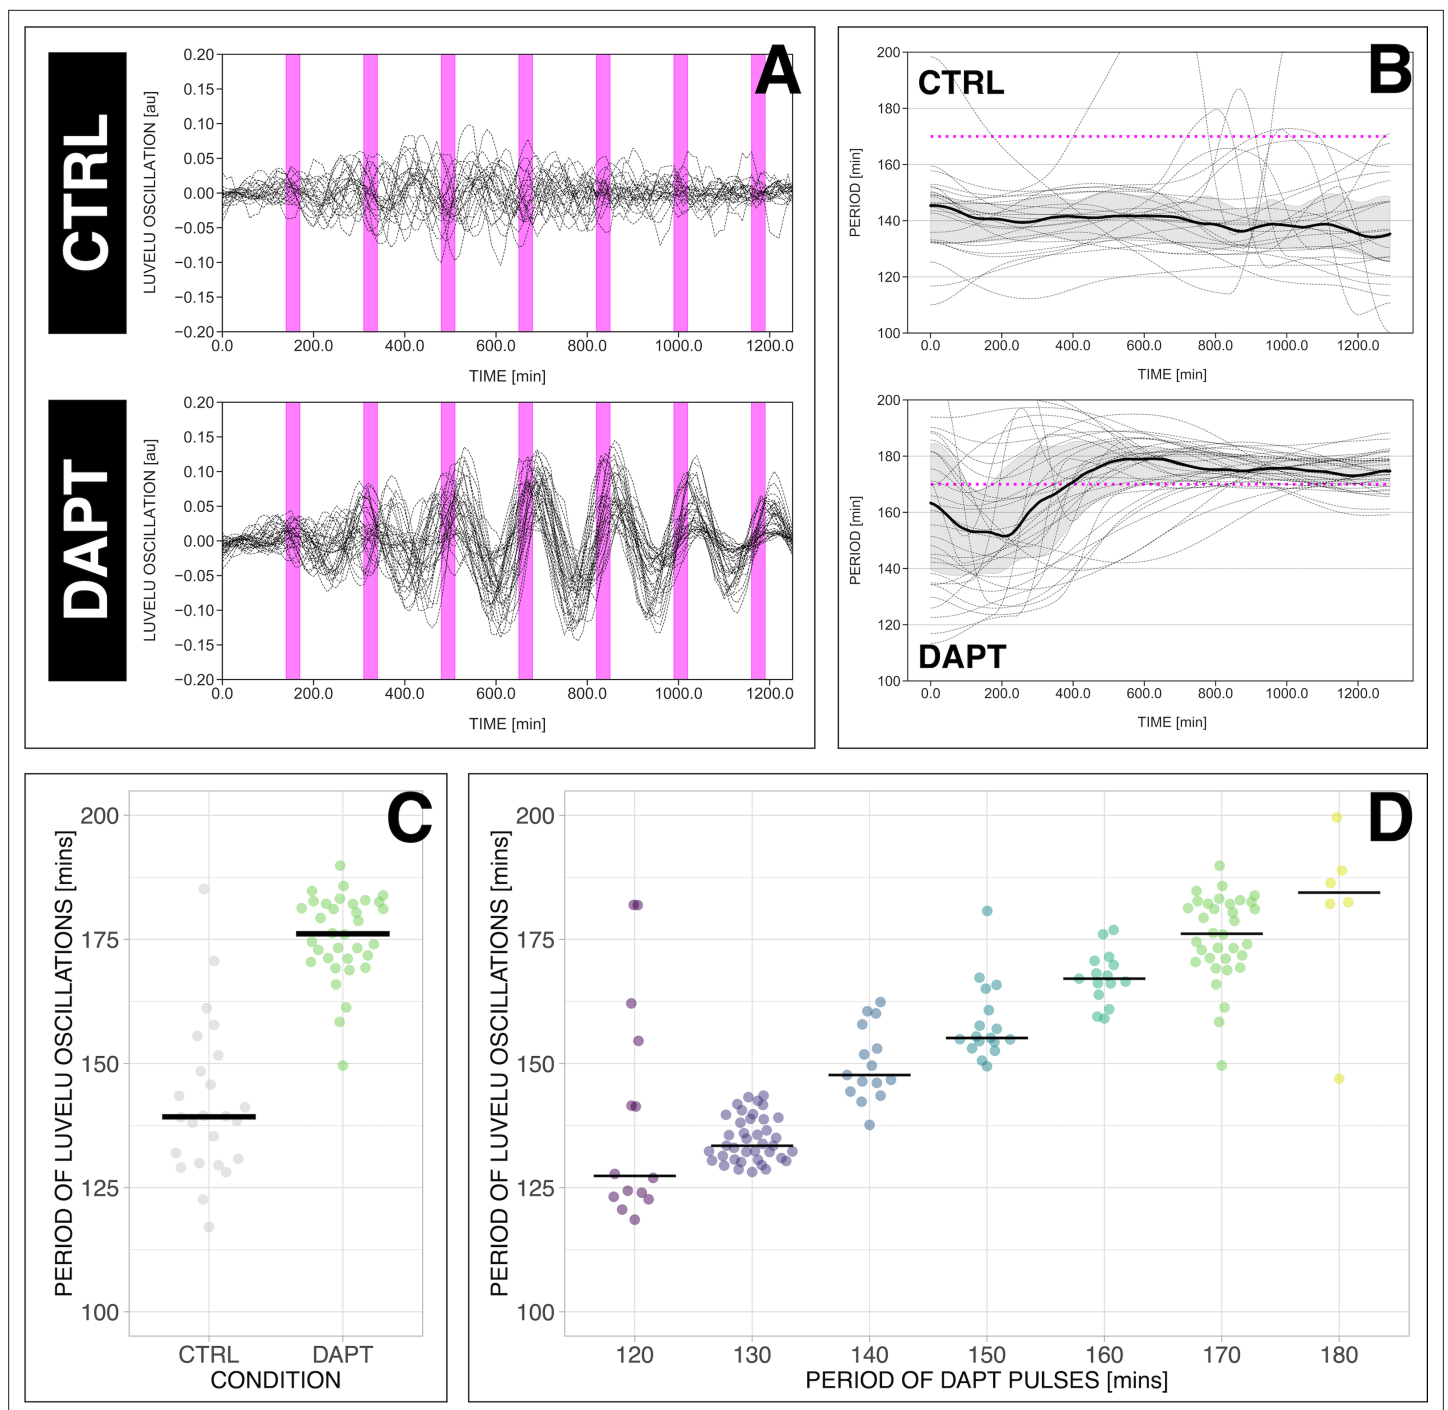 A
CTRL
LUVELU OSCILLATION [au]
0.20
0.15
0.10
0.05
0.00
−0.05
−0.10
−0.15
−0.20
0.0 200.0 400.0 600.0 800.0 1000.0 1200.0
TIME [min]
DAPT
LUVELU OSCILLATION [au]
0.20
0.15
0.10
0.05
0.00
−0.05
−0.10
−0.15
−0.20
0.0 200.0 400.0 600.0 800.0 1000.0 1200.0
TIME [min]
B
CTRL
PERIOD [min]
200
180
160
140
120
100
0.0 200.0 400.0 600.0 800.0 1000.0 1200.0
TIME [min]
DAPT
PERIOD [min]
200
180
160
140
120
100
0.0 200.0 400.0 600.0 800.0 1000.0 1200.0
TIME [min]
C
PERIOD OF LUVELU OSCILLATIONS [mins]
200
175
150
125
100
CTRL DAPT
CONDITION
D
PERIOD OF LUVELU OSCILLATIONS [mins]
200
175
150
125
100
120 130 140 150 160 170 180
PERIOD OF DAPT PULSES [mins]